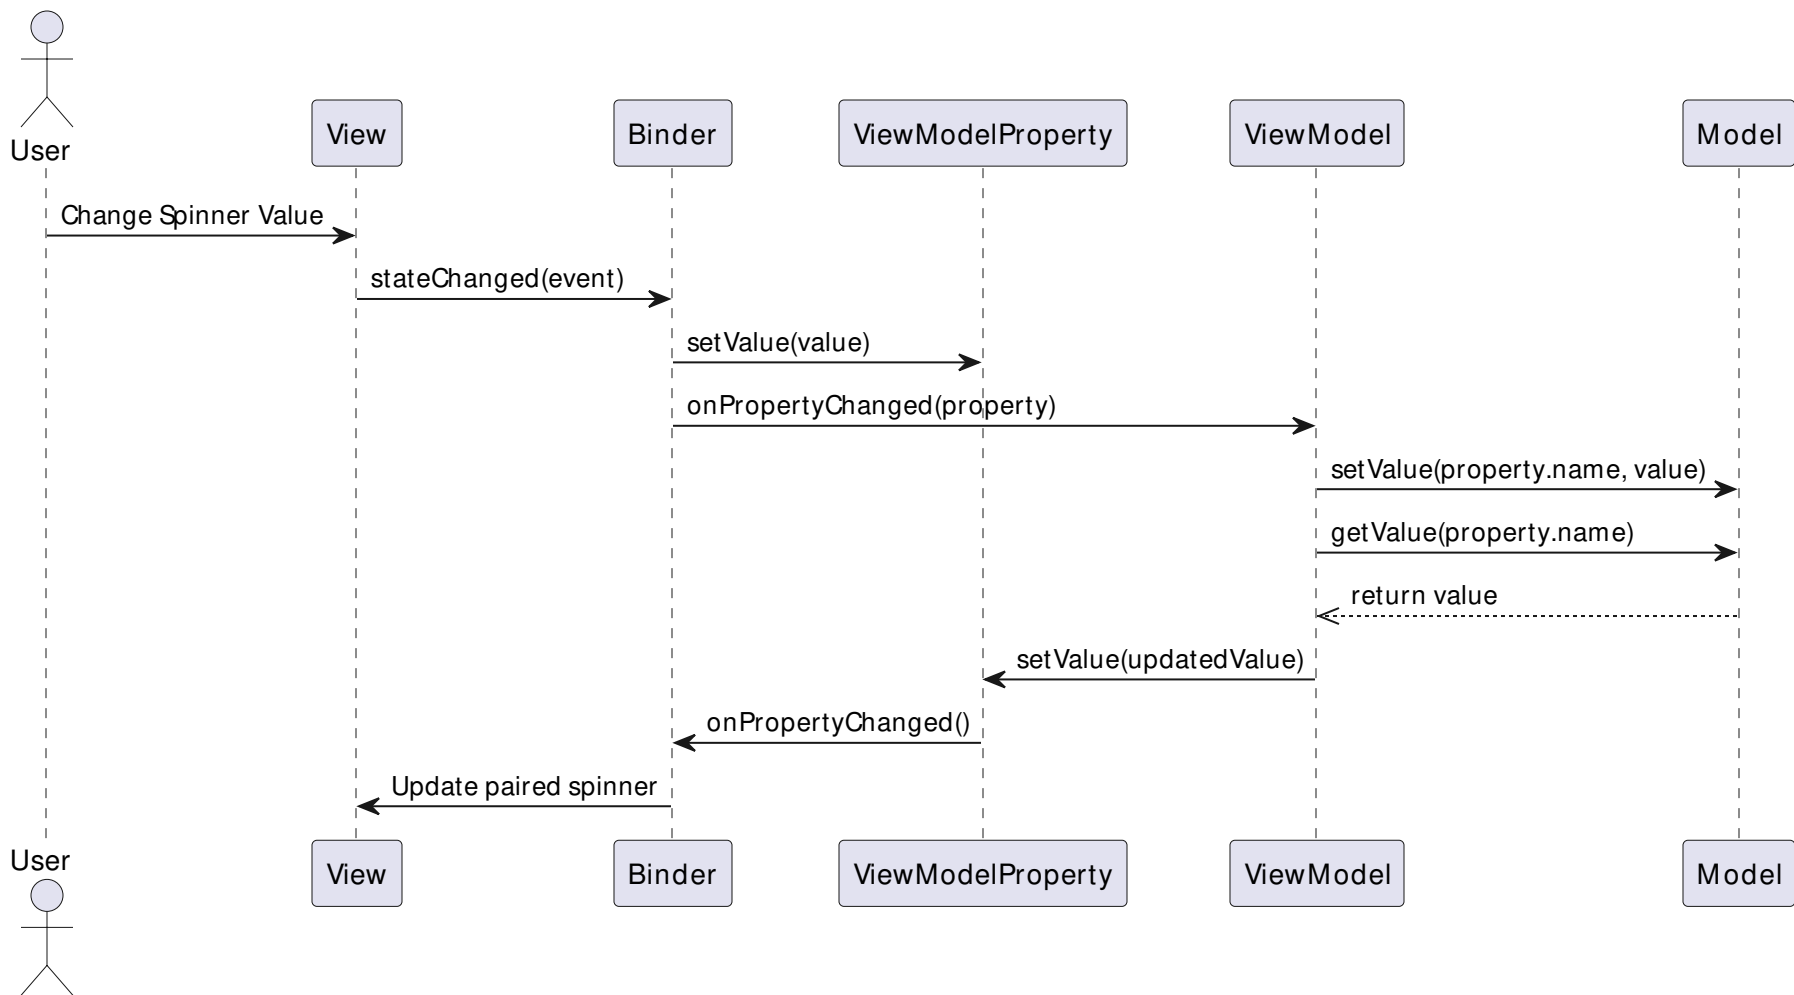 User
View
Binder
ViewModelProperty
ViewModel
Model
Change Spinner Value
stateChanged(event)
setValue(value)
onPropertyChanged(property)
setValue(property.name, value)
getValue(property.name)
return value
setValue(updatedValue)
onPropertyChanged()
Update paired spinner
User
View
Binder
ViewModelProperty
ViewModel
Model